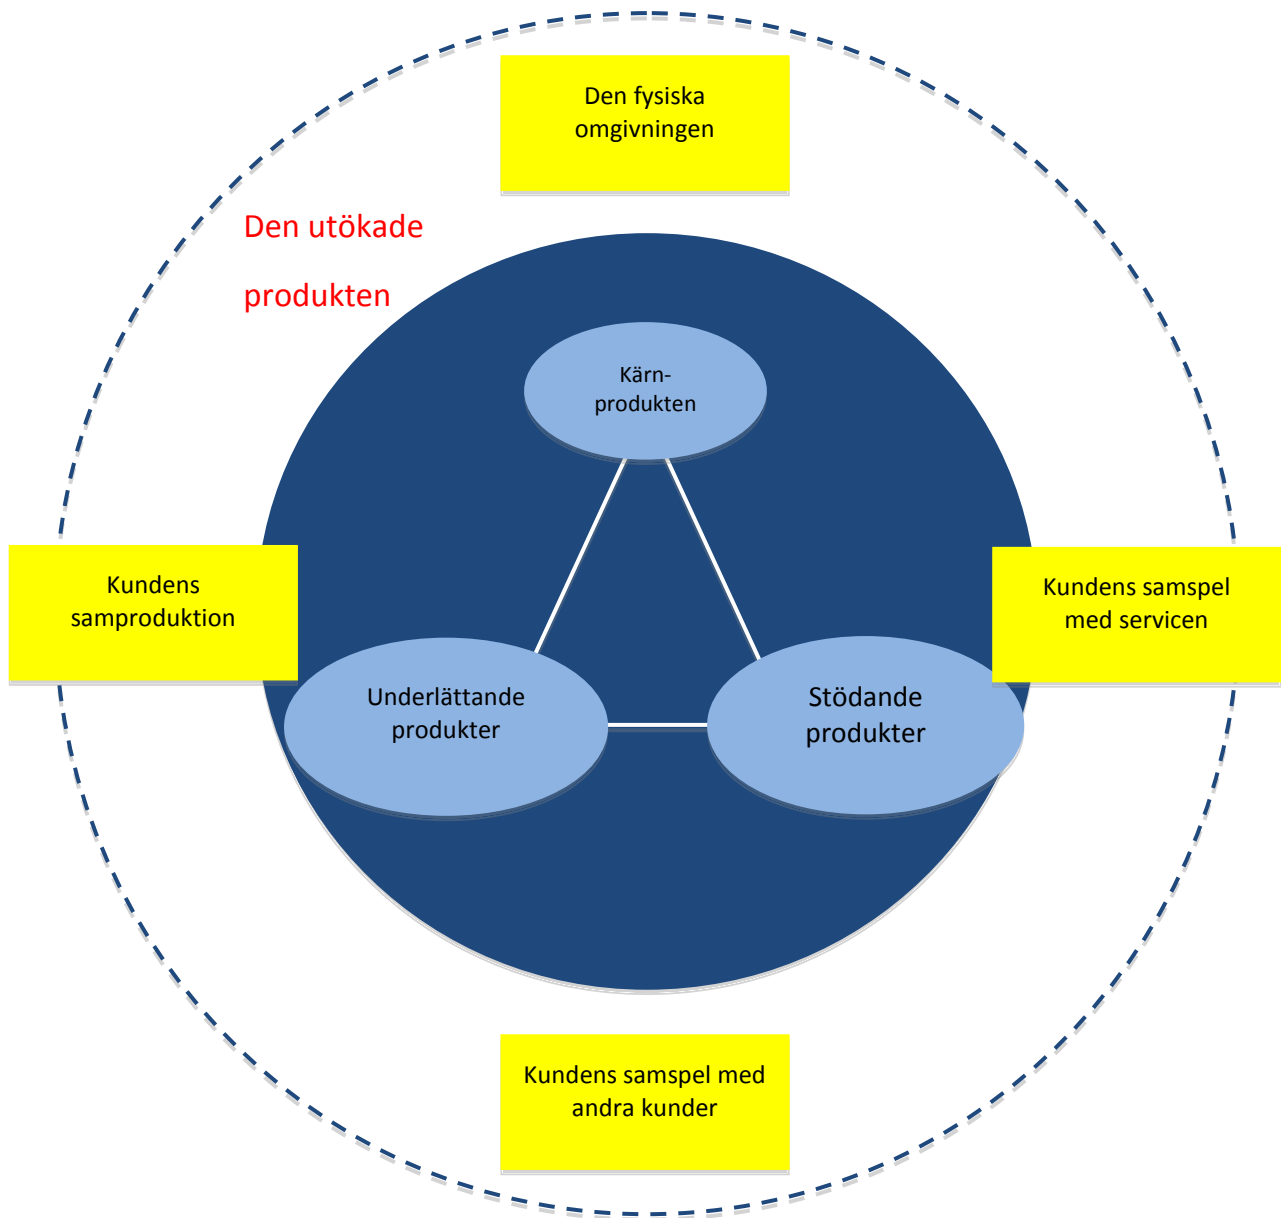 Den fysiska
omgivningen
Den utökade
produkten
Kärn-
produkten
Kundens
samproduktion
Kundens samspel
med servicen
Underlättande
produkter
Stödande
produkter
Kundens samspel med
andra kunder